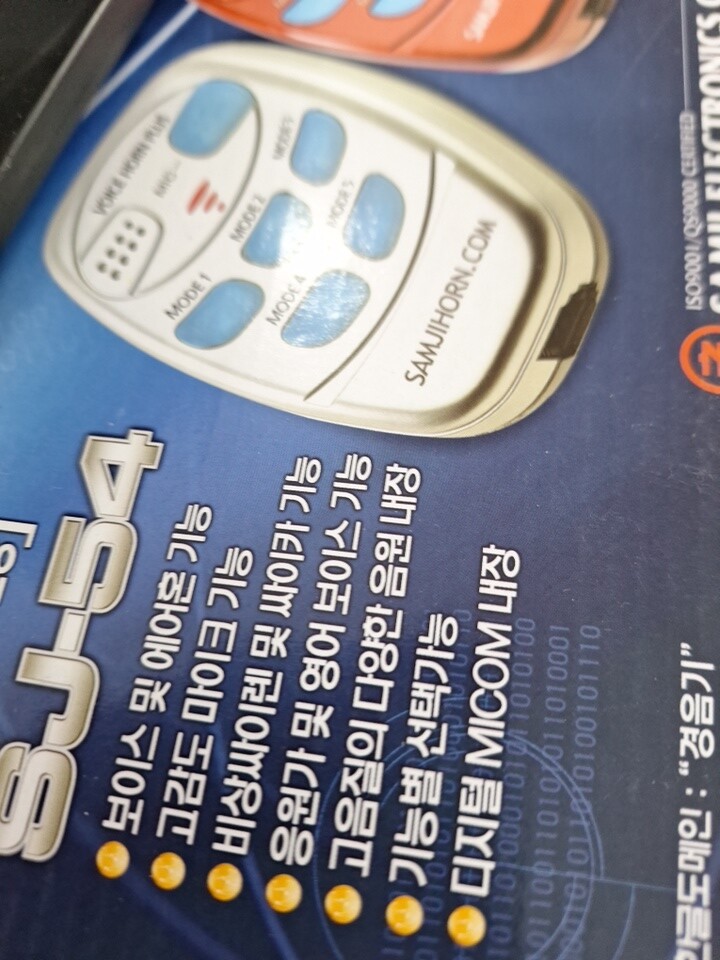 SJ-54
보이스 및 에어혼 기능
고감도 마이크 기능
비상싸이렌 및 싸이카 기능
응원가 및 영어 보이스 기능
고음질의 다양한 음원 내장
기능별 선택가능
디지털 MICOM 내장
VOICE HORN PLUS
MIC
MODE 1
MODE 2
MODE 4
MODE 5
SAMJIHORN.COM
ISO9001/QS9000 CERTIFIED
ELECTRONICS
한글도메인 : "경음기"